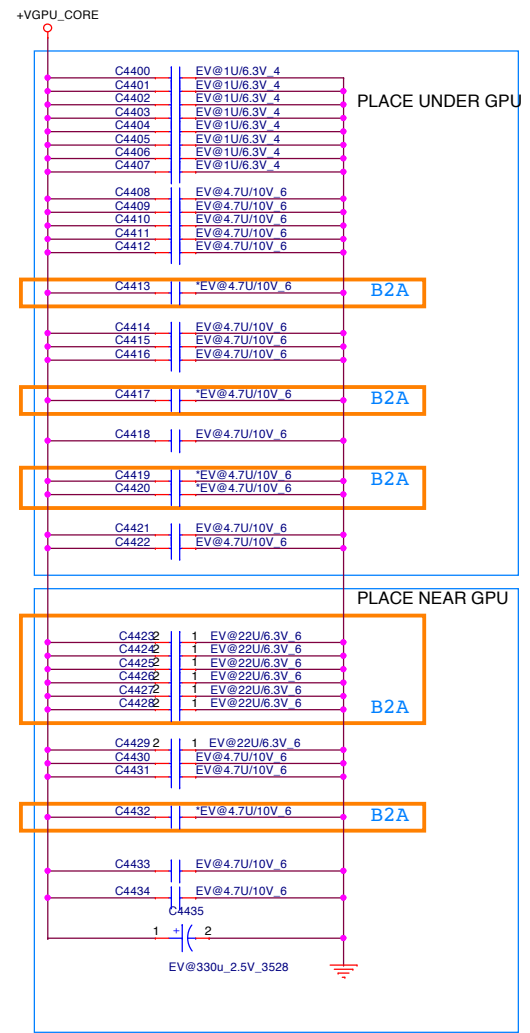 +VGPU_CORE
C4400 EV@1U/6.3V_4
C4401 EV@1U/6.3V_4
PLACE UNDER GPU
C4402 EV@1U/6.3V_4
C4403 EV@1U/6.3V_4
C4404 EV@1U/6.3V_4
C4405 EV@1U/6.3V_4
C4406 EV@1U/6.3V_4
C4407 EV@1U/6.3V_4
C4408 EV@4.7U/10V_6
C4409 EV@4.7U/10V_6
C4410 EV@4.7U/10V_6
C4411 EV@4.7U/10V_6
C4412 EV@4.7U/10V_6
C4413 *EV@4.7U/10V_6 B2A
C4414 EV@4.7U/10V_6
C4415 EV@4.7U/10V_6
C4416 EV@4.7U/10V_6
C4417 *EV@4.7U/10V_6 B2A
C4418 EV@4.7U/10V_6
C4419 *EV@4.7U/10V_6 B2A
C4420 *EV@4.7U/10V_6
C4421 EV@4.7U/10V_6
C4422 EV@4.7U/10V_6
PLACE NEAR GPU
C4423 2 1 EV@22U/6.3V_6
C4424 2 1 EV@22U/6.3V_6
C4425 2 1 EV@22U/6.3V_6
C4426 2 1 EV@22U/6.3V_6
C4427 2 1 EV@22U/6.3V_6
C4428 2 1 EV@22U/6.3V_6 B2A
C4429 2 1 EV@22U/6.3V_6
C4430 EV@4.7U/10V_6
C4431 EV@4.7U/10V_6
C4432 *EV@4.7U/10V_6 B2A
C4433 EV@4.7U/10V_6
C4434 EV@4.7U/10V_6
C4435
1 + 2
EV@330u_2.5V_3528